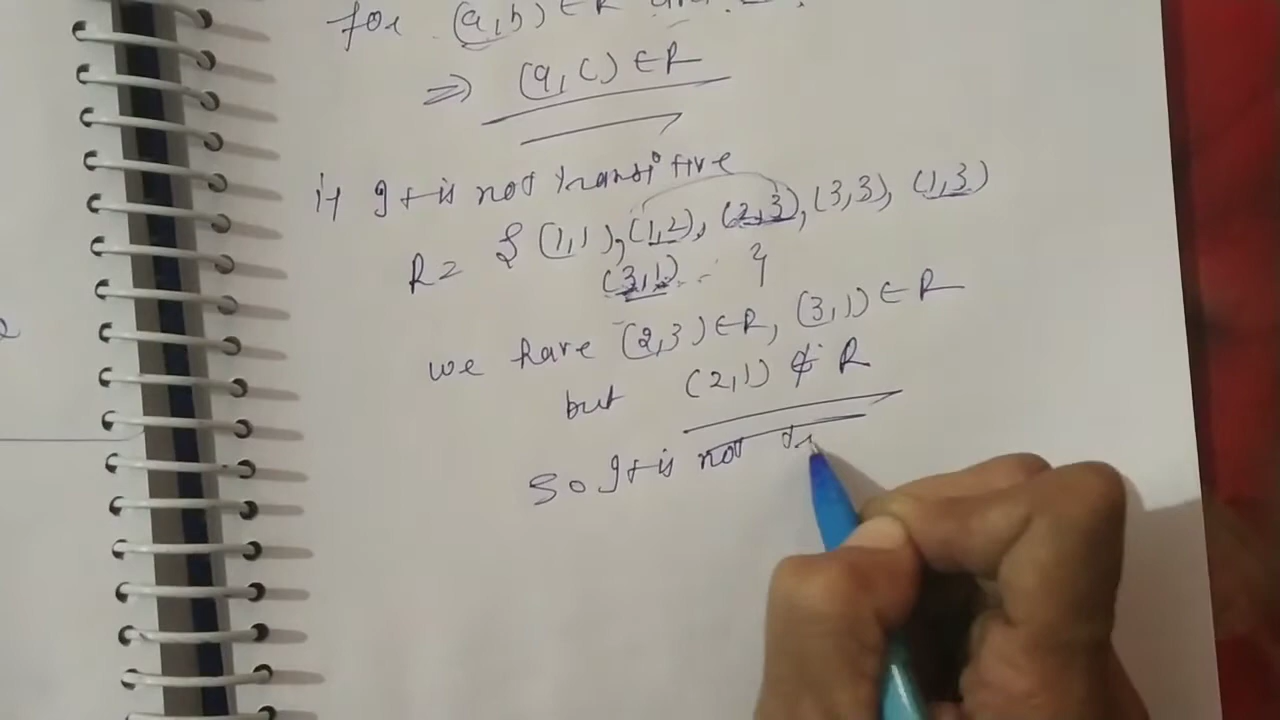 for (a,b) ∈ R and
⇒ (a, c) ∈ R
if It is not transitive
R = { (1,1), (1,2), (2,3), (3,3), (1,3)
(3,1) }
we have (2,3) ∈ R, (3,1) ∈ R
but (2,1) ∉ R
So It is not